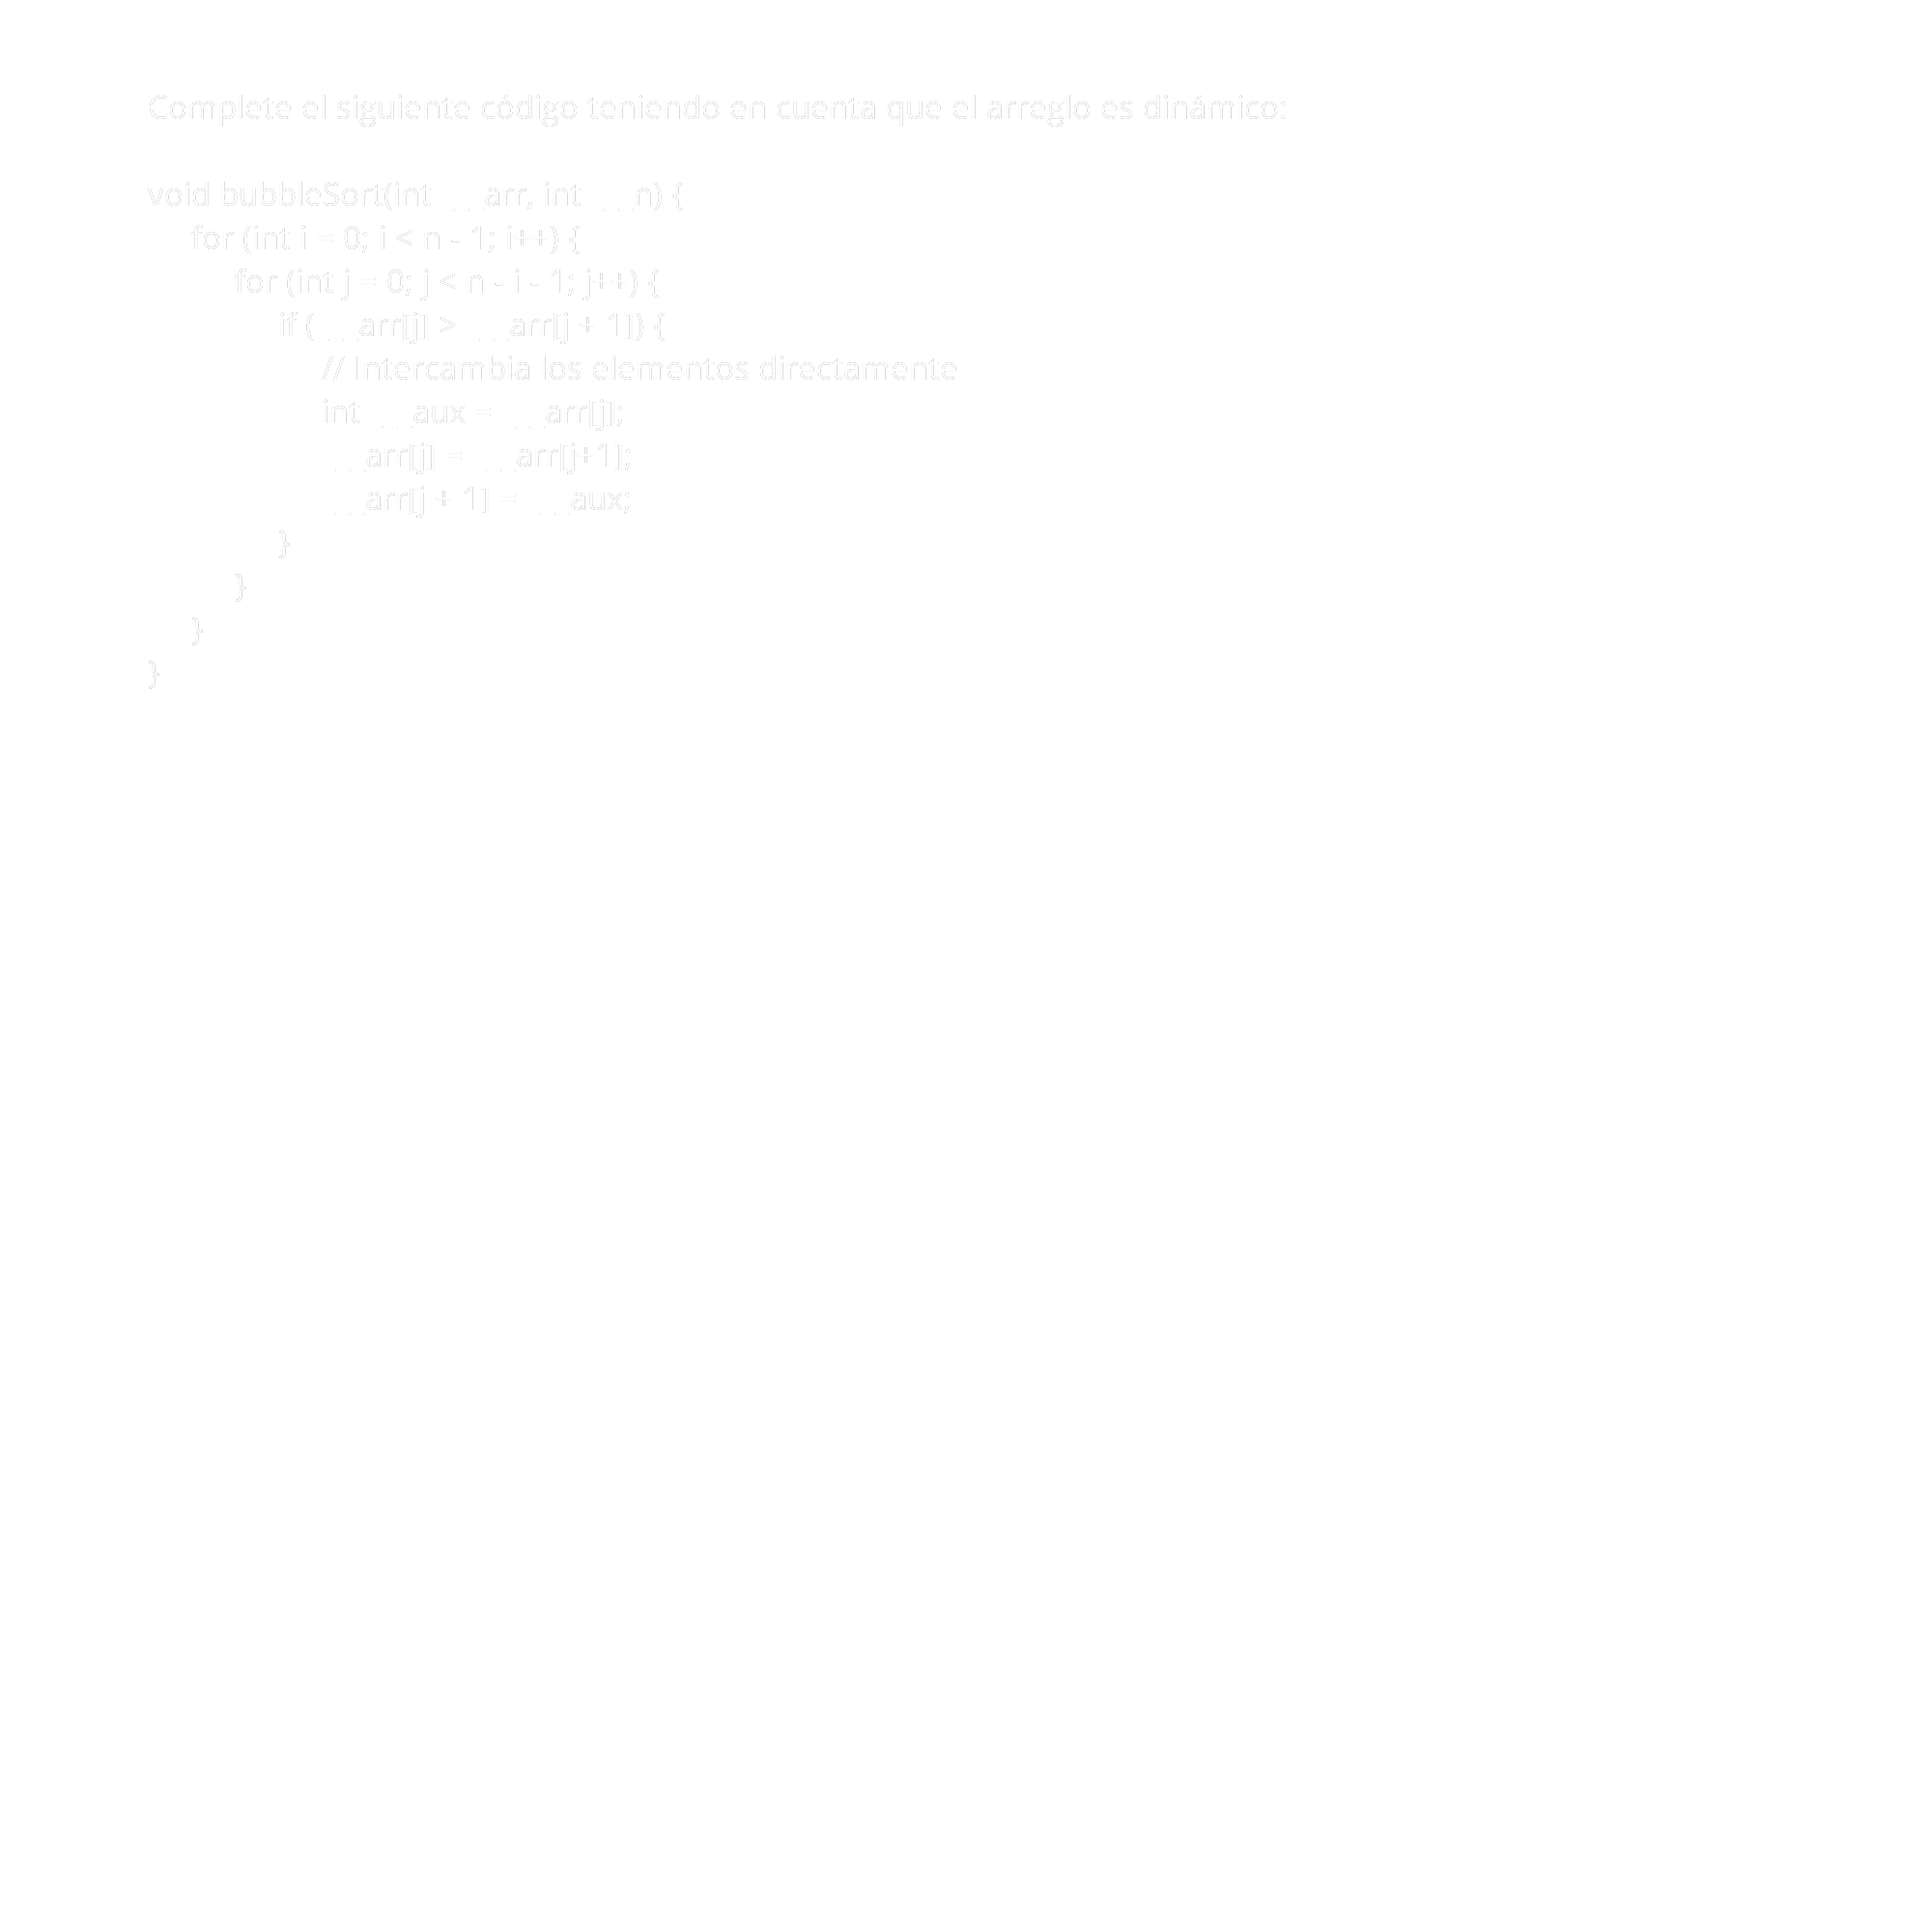 Complete el siguiente código teniendo en cuenta que el arreglo es dinámico:
void bubbleSort(int ___arr, int ___n) {
for (int i = 0; i < n - 1; i++) {
for (int j = 0; j < n - i - 1; j++) {
if (___arr[j] > ___arr[j + 1]) {
// Intercambia los elementos directamente
int ___aux = ___arr[j];
___arr[j] = ___arr[j+1];
___arr[j + 1] = ___aux;
}
}
}
}